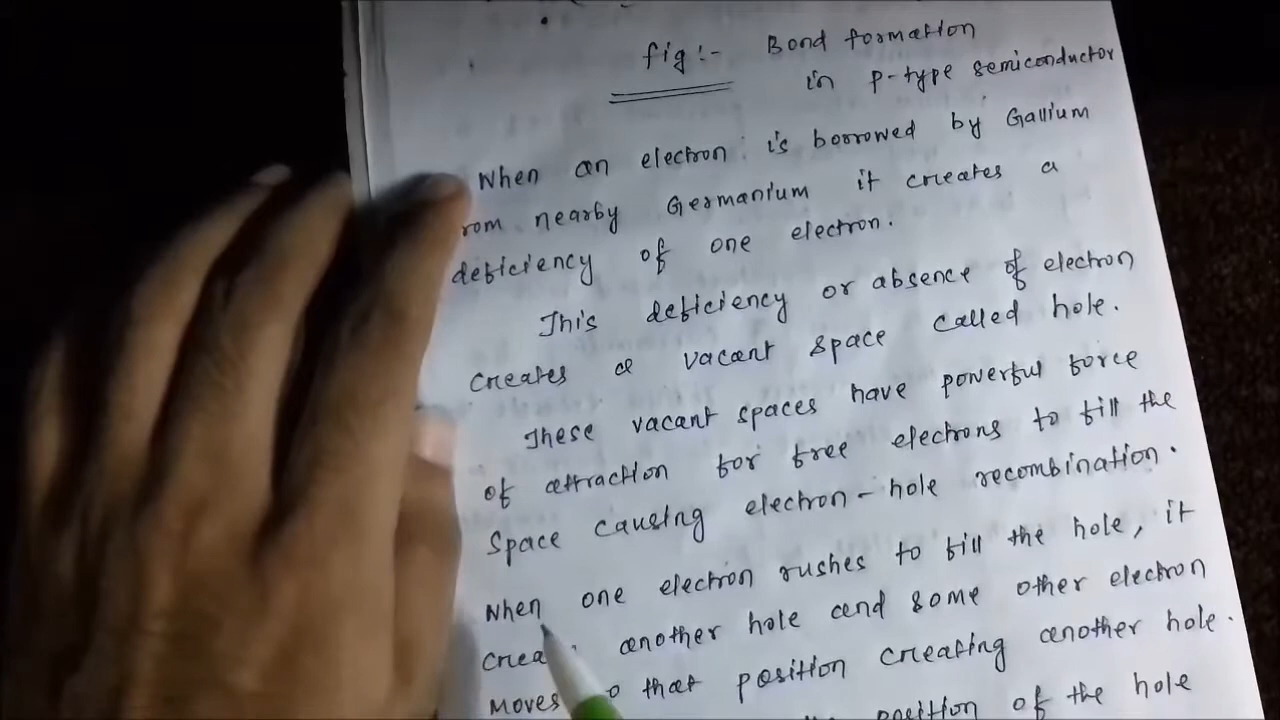 fig :- Bond formation
in P-type semiconductor
When an electron is borrowed by Gallium
rom nearby Germanium it creates a
deficiency of one electron.
This deficiency or absence of electron
creates a vacant space called hole.
These vacant spaces have powerful force
of attraction for free electrons to fill the
space causing electron-hole recombination.
When one electron rushes to fill the hole, it
crea another hole and some other electron
moves o that position creating another hole.
position of the hole